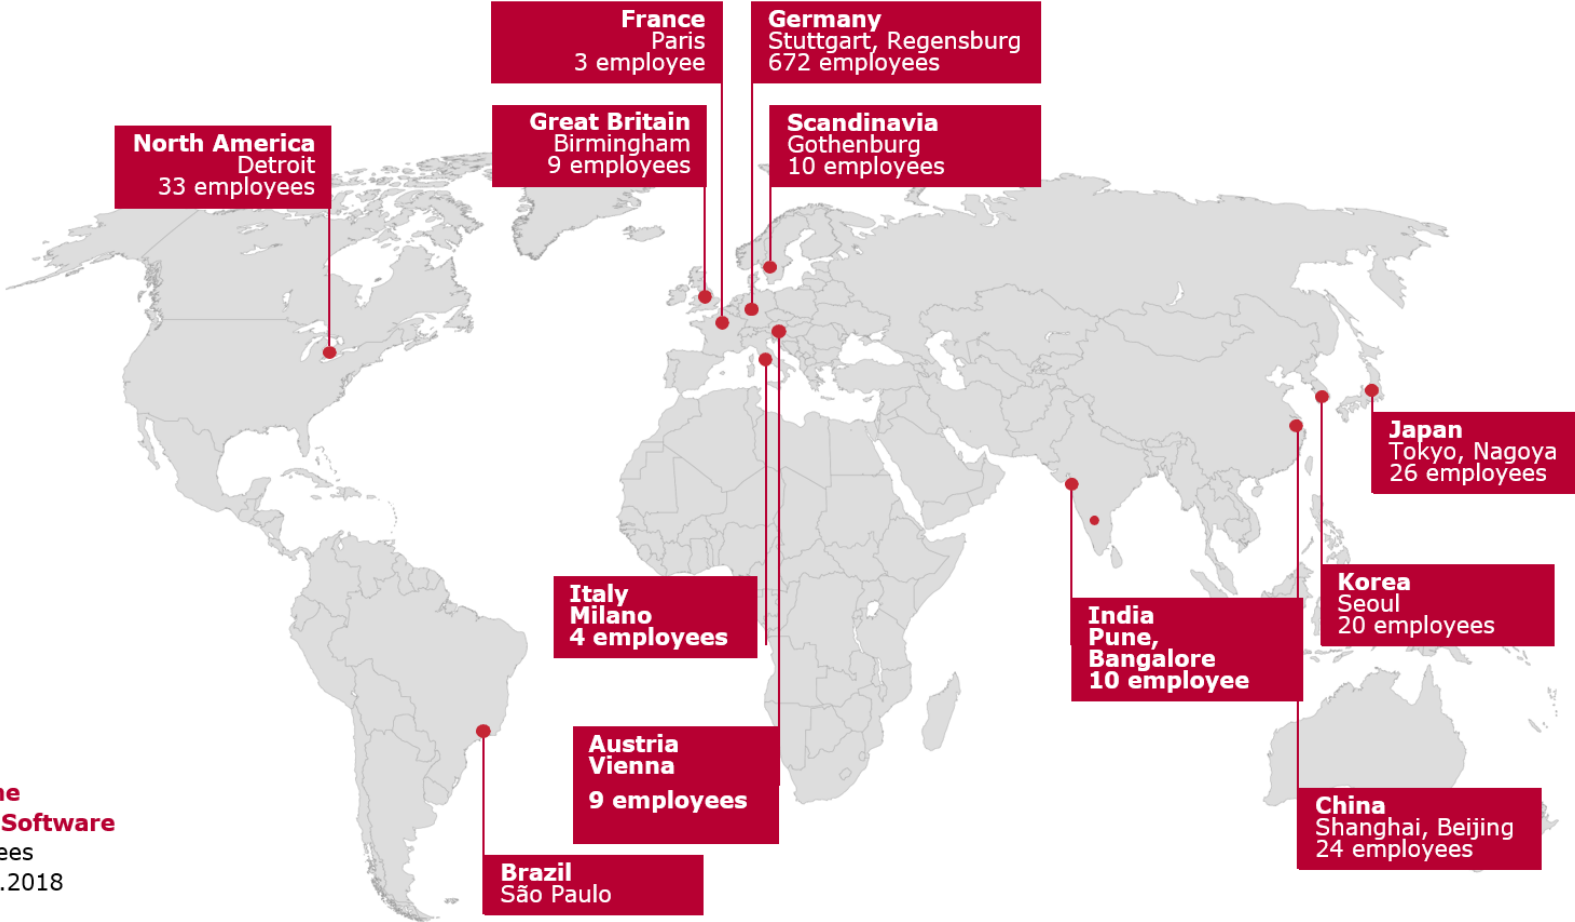 France
Paris
3 employee
Germany
Stuttgart, Regensburg
672 employees
Great Britain
Birmingham
9 employees
Scandinavia
Gothenburg
10 employees
North America
Detroit
33 employees
Japan
Tokyo, Nagoya
26 employees
Korea
Seoul
20 employees
India
Pune,
Bangalore
10 employee
Italy
Milano
4 employees
Austria
Vienna
9 employees
China
Shanghai, Beijing
24 employees
Brazil
São Paulo
Software
.2018